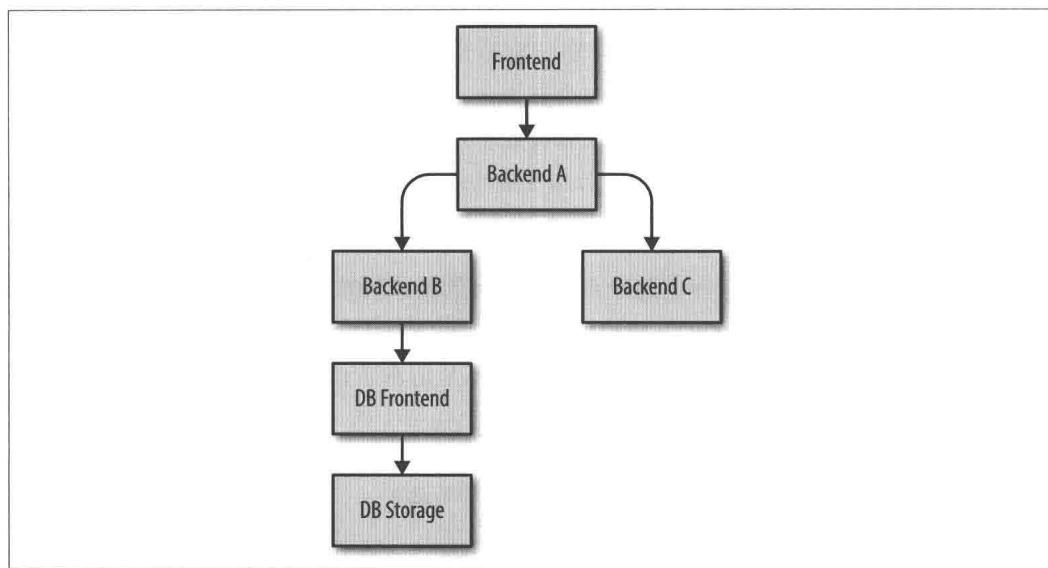 Frontend
Backend A
Backend B
Backend C
DB Frontend
DB Storage